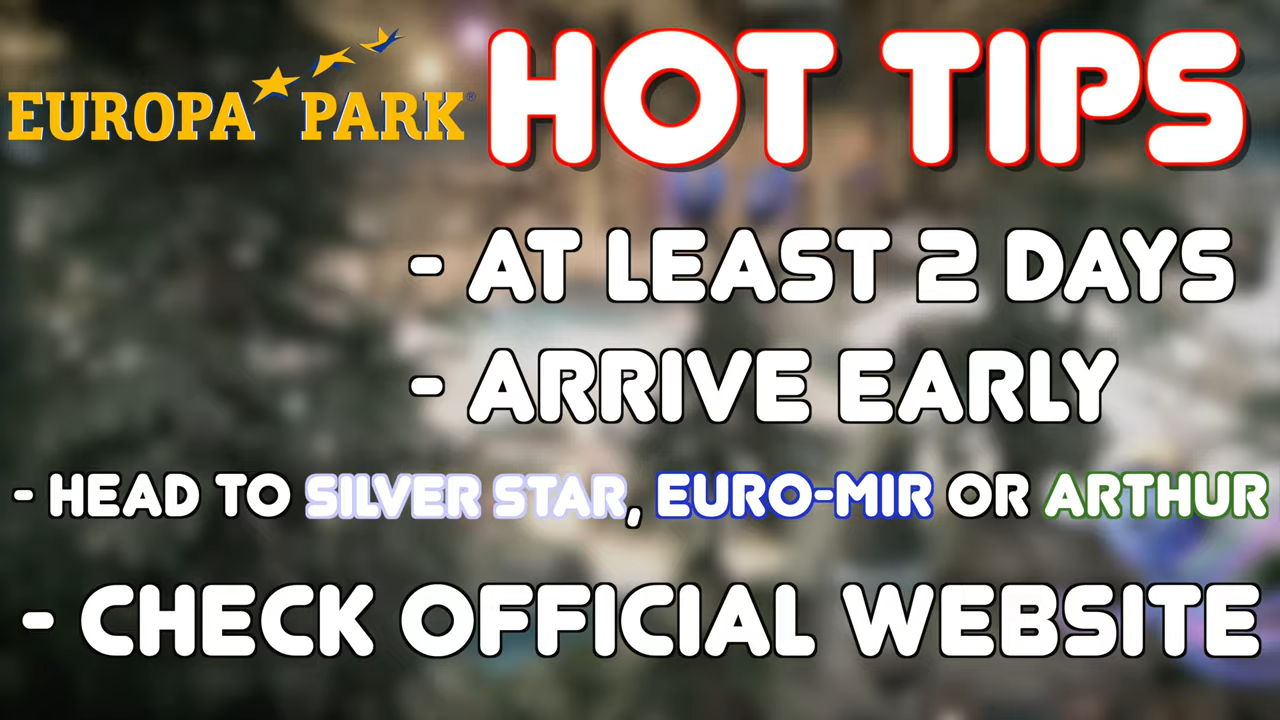 EUROPA PARK®
HOT TIPS
- AT LEAST 2 DAYS
- ARRIVE EARLY
- HEAD TO SILVER STAR, EURO-MIR OR ARTHUR
- CHECK OFFICIAL WEBSITE